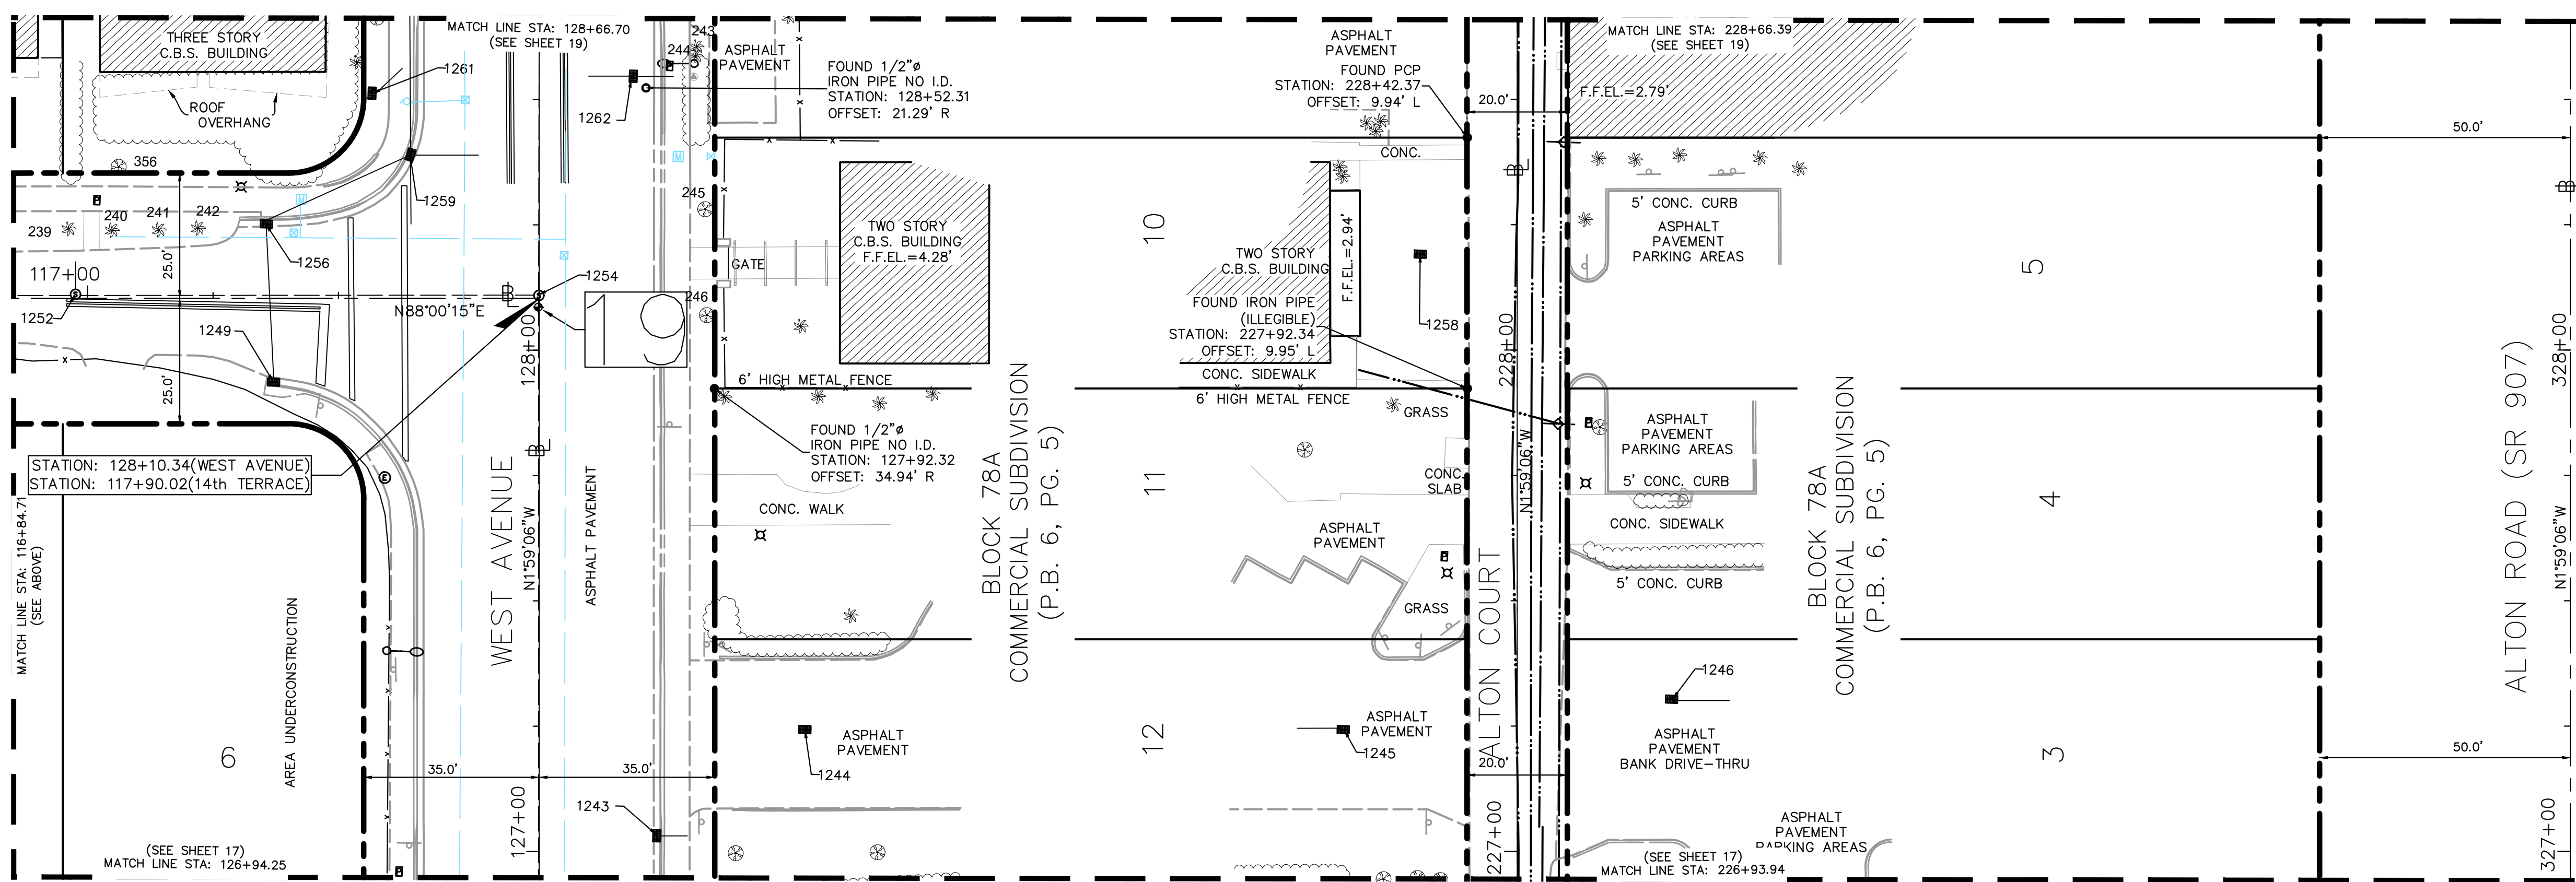 MATCH LINE STA: 128+66.70
(SEE SHEET 19)
MATCH LINE STA: 228+66.39
(SEE SHEET 19)
THREE STORY
C.B.S. BUILDING
ROOF
OVERHANG
1261
1262
243
244
ASPHALT
PAVEMENT
FOUND 1/2"ø
IRON PIPE NO I.D.
STATION: 128+52.31
OFFSET: 21.29' R
ASPHALT
PAVEMENT
FOUND PCP
STATION: 228+42.37
OFFSET: 9.94' L
20.0'
F.F.EL.=2.79'
50.0'
356
M
M
1259
239
240
241
242
245
246
CONC.
117+00
25.0'
25.0'
1256
1254
1252
1249
N88°00'15"E
BL
128+00
GATE
TWO STORY
C.B.S. BUILDING
F.F.EL.=4.28'
10
TWO STORY
C.B.S. BUILDING
F.F.EL.=2.94'
FOUND IRON PIPE
(ILLEGIBLE)
STATION: 227+92.34
OFFSET: 9.95' L
1258
CONC. SIDEWALK
6' HIGH METAL FENCE
6' HIGH METAL FENCE
BL
228+00
5' CONC. CURB
ASPHALT
PAVEMENT
PARKING AREAS
5
B
328+00
STATION: 128+10.34(WEST AVENUE)
STATION: 117+90.02(14th TERRACE)
FOUND 1/2"ø
IRON PIPE NO I.D.
STATION: 127+92.32
OFFSET: 34.94' R
BL
E
S
GRASS
ASPHALT
PAVEMENT
PARKING AREAS
5' CONC. CURB
CONC.
SLAB
N1°59'06"W
MATCH LINE STA: 116+84.71
(SEE ABOVE)
WEST AVENUE
N1°59'06"W
ASPHALT PAVEMENT
CONC. WALK
BLOCK 78A
COMMERCIAL SUBDIVISION
(P.B. 6, PG. 5)
11
ASPHALT
PAVEMENT
CONC. SIDEWALK
5' CONC. CURB
BLOCK 78A
COMMERCIAL SUBDIVISION
(P.B. 6, PG. 5)
4
ALTON ROAD (SR 907)
N1°59'06"W
GRASS
ALTON COURT
AREA UNDERCONSTRUCTION
6
35.0'
35.0'
1243
127+00
1244
ASPHALT
PAVEMENT
12
ASPHALT
PAVEMENT
1245
20.0'
227+00
1246
ASPHALT
PAVEMENT
BANK DRIVE-THRU
3
50.0'
327+00
ASPHALT
PAVEMENT
PARKING AREAS
(SEE SHEET 17)
MATCH LINE STA: 126+94.25
(SEE SHEET 17)
MATCH LINE STA: 226+93.94